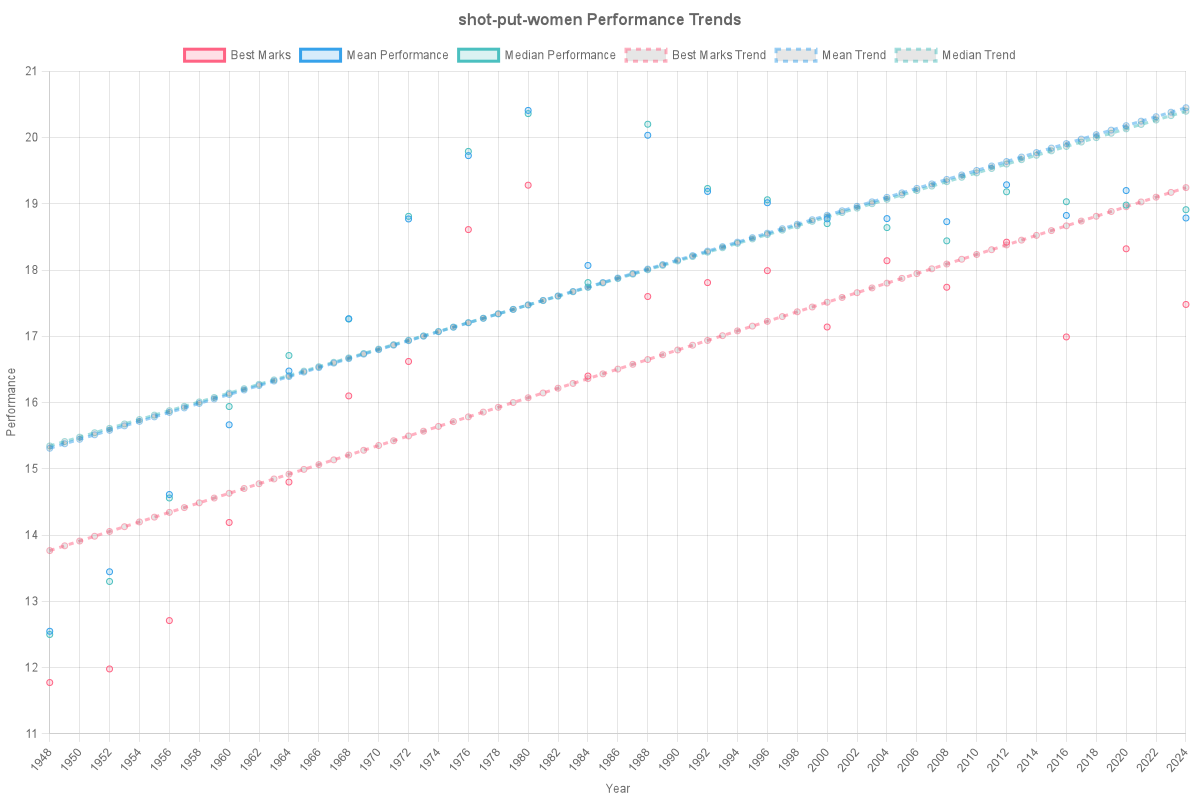 shot-put-women Performance Trends
Best Marks Mean Performance Median Performance Best Marks Trend Mean Trend Median Trend
21
20
19
18
17
16
15
14
13
12
11
Performance
1948 1950 1952 1954 1956 1958 1960 1962 1964 1966 1968 1970 1972 1974 1976 1978 1980 1982 1984 1986 1988 1990 1992 1994 1996 1998 2000 2002 2004 2006 2008 2010 2012 2014 2016 2018 2020 2022 2024
Year